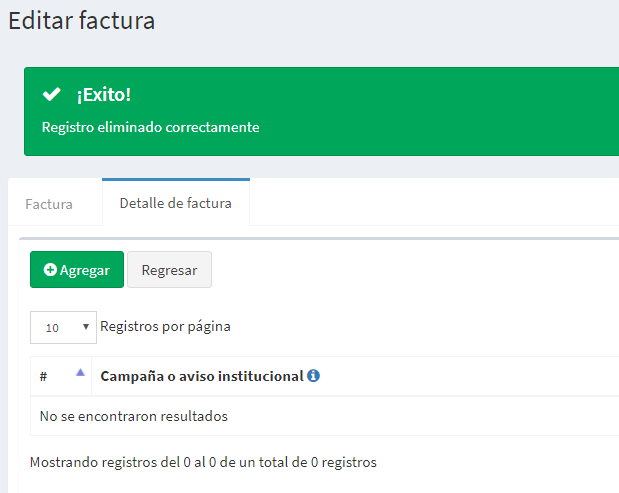 Editar factura
¡Exito!
Registro eliminado correctamente
Factura
Detalle de factura
Agregar
Regresar
10 Registros por página
# Campaña o aviso institucional
No se encontraron resultados
Mostrando registros del 0 al 0 de un total de 0 registros